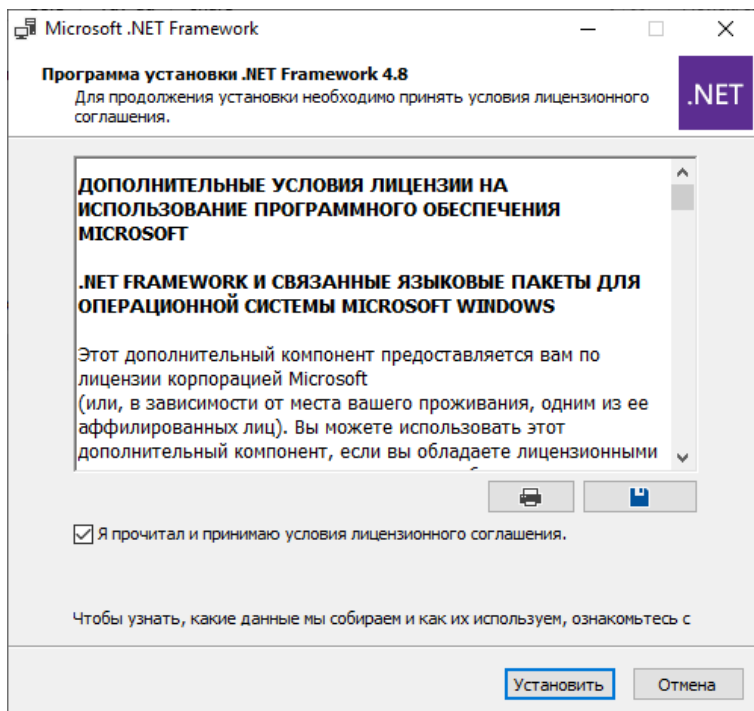 Microsoft .NET Framework
Программа установки .NET Framework 4.8
Для продолжения установки необходимо принять условия лицензионного
соглашения.
.NET
ДОПОЛНИТЕЛЬНЫЕ УСЛОВИЯ ЛИЦЕНЗИИ НА
ИСПОЛЬЗОВАНИЕ ПРОГРАММНОГО ОБЕСПЕЧЕНИЯ
MICROSOFT
.NET FRAMEWORK И СВЯЗАННЫЕ ЯЗЫКОВЫЕ ПАКЕТЫ ДЛЯ
ОПЕРАЦИОННОЙ СИСТЕМЫ MICROSOFT WINDOWS
Этот дополнительный компонент предоставляется вам по
лицензии корпорацией Microsoft
(или, в зависимости от места вашего проживания, одним из ее
аффилированных лиц). Вы можете использовать этот
дополнительный компонент, если вы обладаете лицензионными
Я прочитал и принимаю условия лицензионного соглашения.
Чтобы узнать, какие данные мы собираем и как их используем, ознакомьтесь с
Установить
Отмена